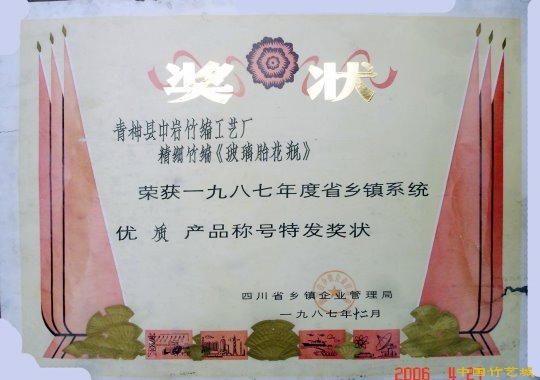 奖状
青神县中岩竹编工艺厂
精细竹编《玻璃胎花瓶》
荣获一九八七年度省乡镇系统
优 质 产品称号特发奖状
四川省乡镇企业管理局
一九八七年十二月
2006 4 2
中国竹艺城